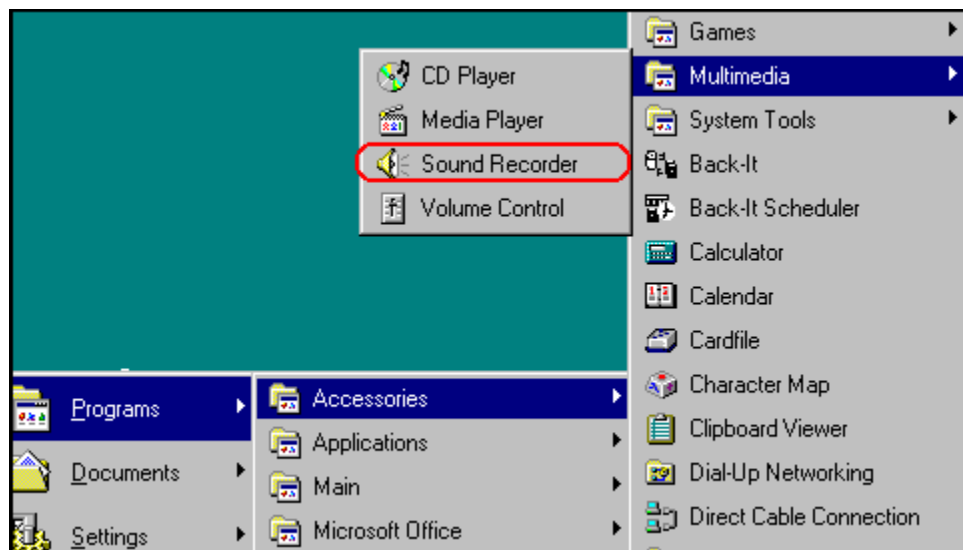 Games
Multimedia
System Tools
Back-It
Back-It Scheduler
Calculator
Calendar
Cardfile
Character Map
Clipboard Viewer
Dial-Up Networking
Direct Cable Connection
CD Player
Media Player
Sound Recorder
Volume Control
Programs
Documents
Settings
Accessories
Applications
Main
Microsoft Office